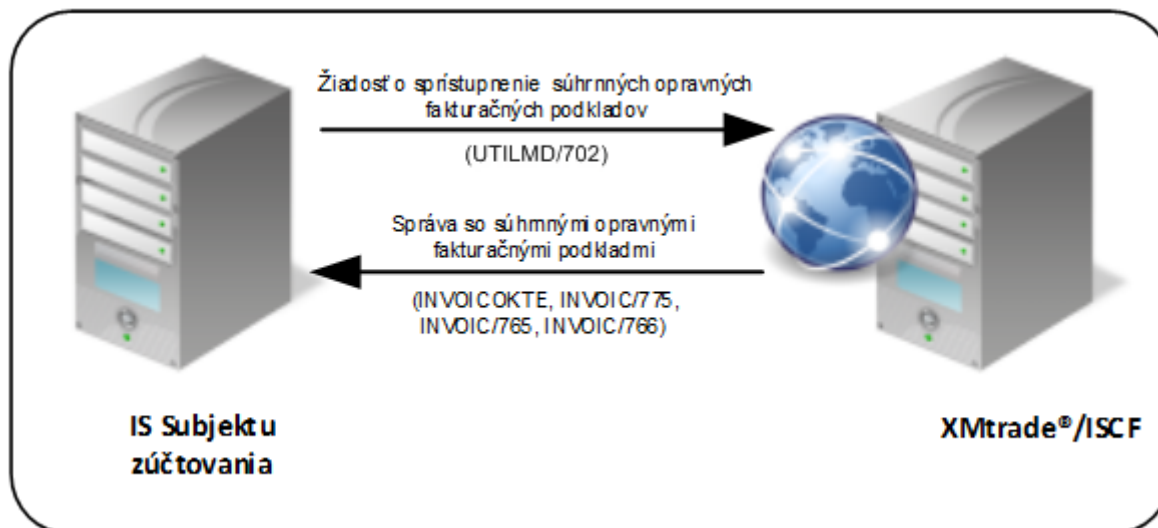 Žiadosť o sprístupnenie súhrnných opravných
fakturačných podkladov
(UTILMD/702)
Správa so súhrnnými opravnými
fakturačnými podkladmi
(INVOICOKTE, INVOIC/775,
INVOIC/765, INVOIC/766)
IS Subjektu
zúčtovania
XMtrade®/ISCF